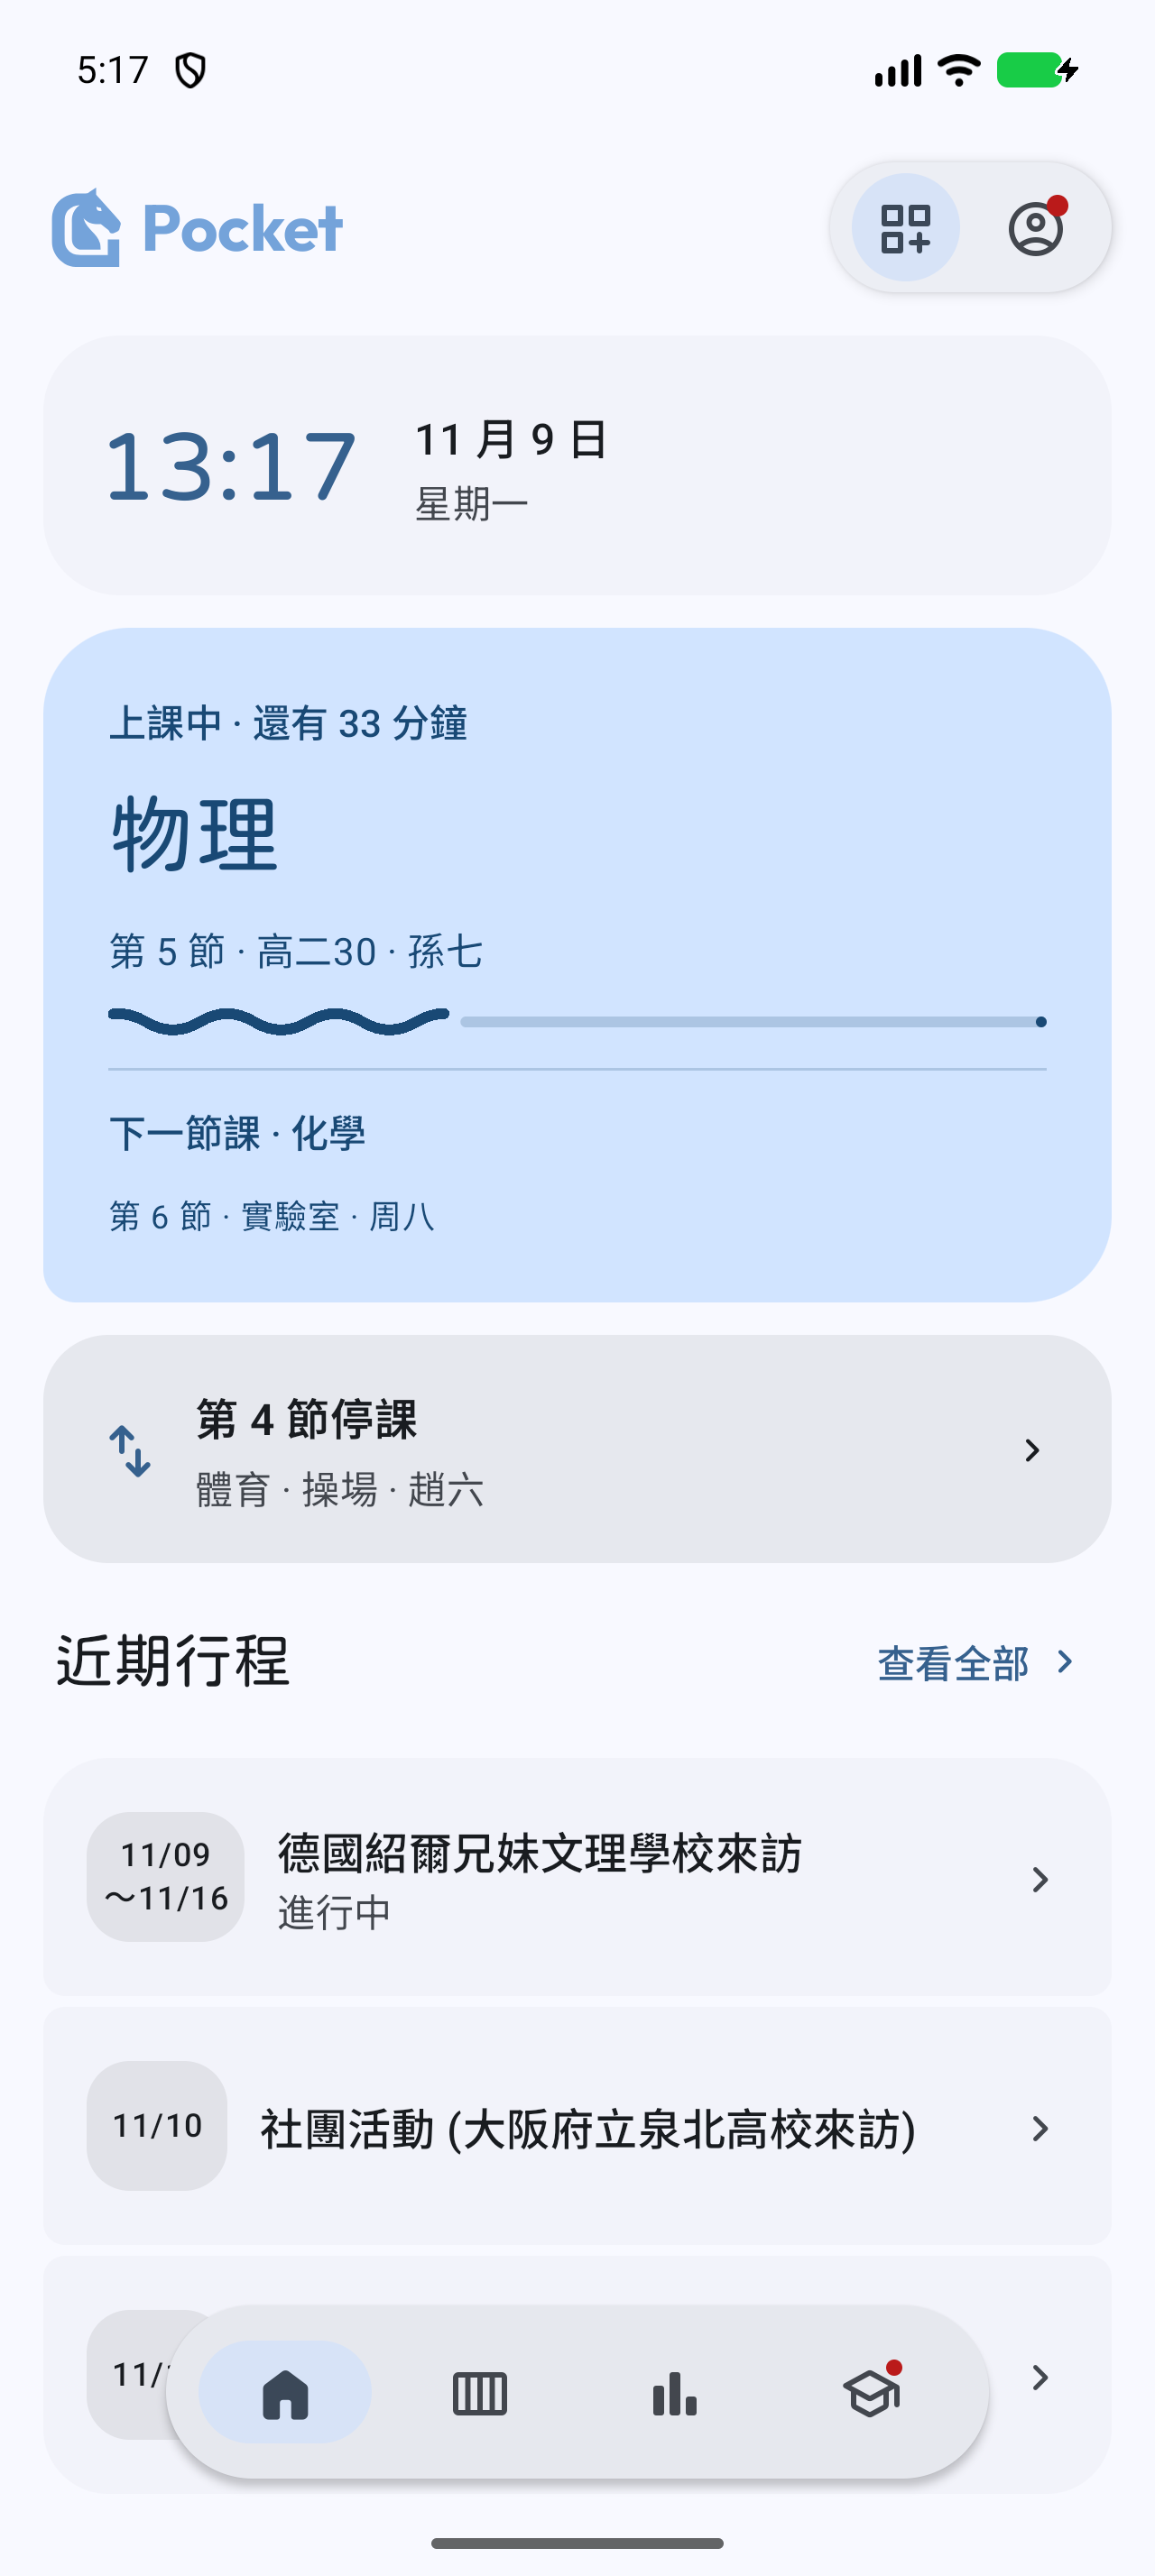 5:17
Pocket
13:17
11 月 9 日
星期一
上課中 · 還有 33 分鐘
物理
第 5 節 · 高二30 · 孫七
下一節課 · 化學
第 6 節 · 實驗室 · 周八
第 4 節停課
體育 · 操場 · 趙六
近期行程
查看全部
11/09
～11/16
德國紹爾兄妹文理學校來訪
進行中
11/10
社團活動 (大阪府立泉北高校來訪)
11/